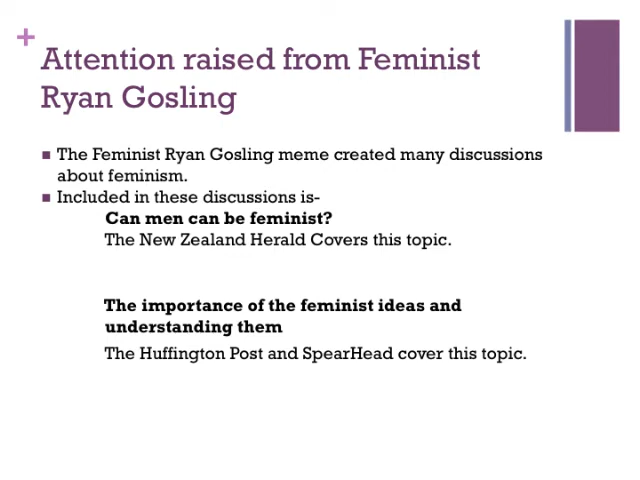 +
Attention raised from Feminist
Ryan Gosling
■ The Feminist Ryan Gosling meme created many discussions
about feminism.
■ Included in these discussions is-
Can men can be feminist?
The New Zealand Herald Covers this topic.
The importance of the feminist ideas and
understanding them
The Huffington Post and SpearHead cover this topic.